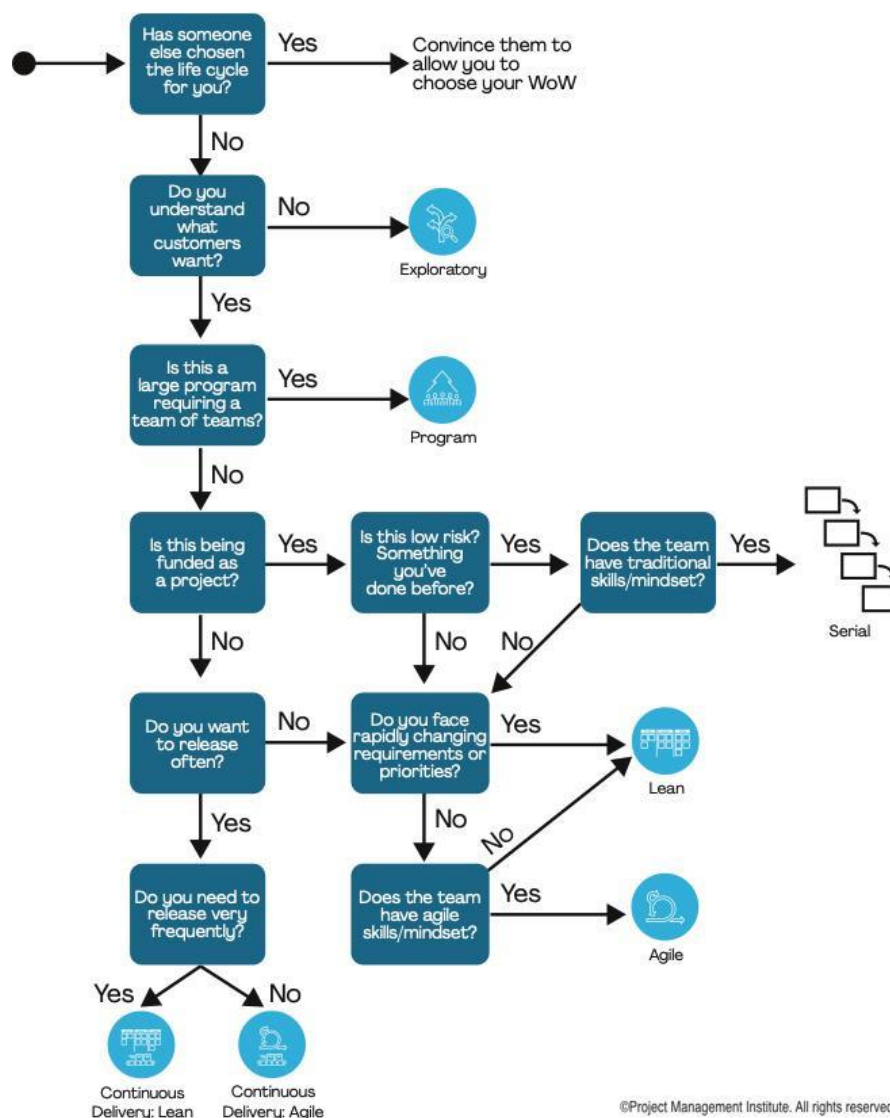 Has someone
else chosen
the life cycle
for you?
Yes
Convince them to
allow you to
choose your WoW
No
Do you
understand
what
customers
want?
No
Exploratory
Yes
Is this a
large program
requiring a
team of teams?
Yes
Program
No
Is this being
funded as
a project?
Yes
Is this low risk?
Something
you've
done before?
Yes
Does the team
have traditional
skills/mindset?
Yes
Serial
No
No
No
Do you want
to release
often?
No
Do you face
rapidly changing
requirements or
priorities?
Yes
Lean
Yes
No
No
Do you need to
release very
frequently?
Does the team
have agile
skills/mindset?
Yes
Agile
Yes
No
Continuous
Delivery: Lean
Continuous
Delivery: Agile
©Project Management Institute. All rights reserved